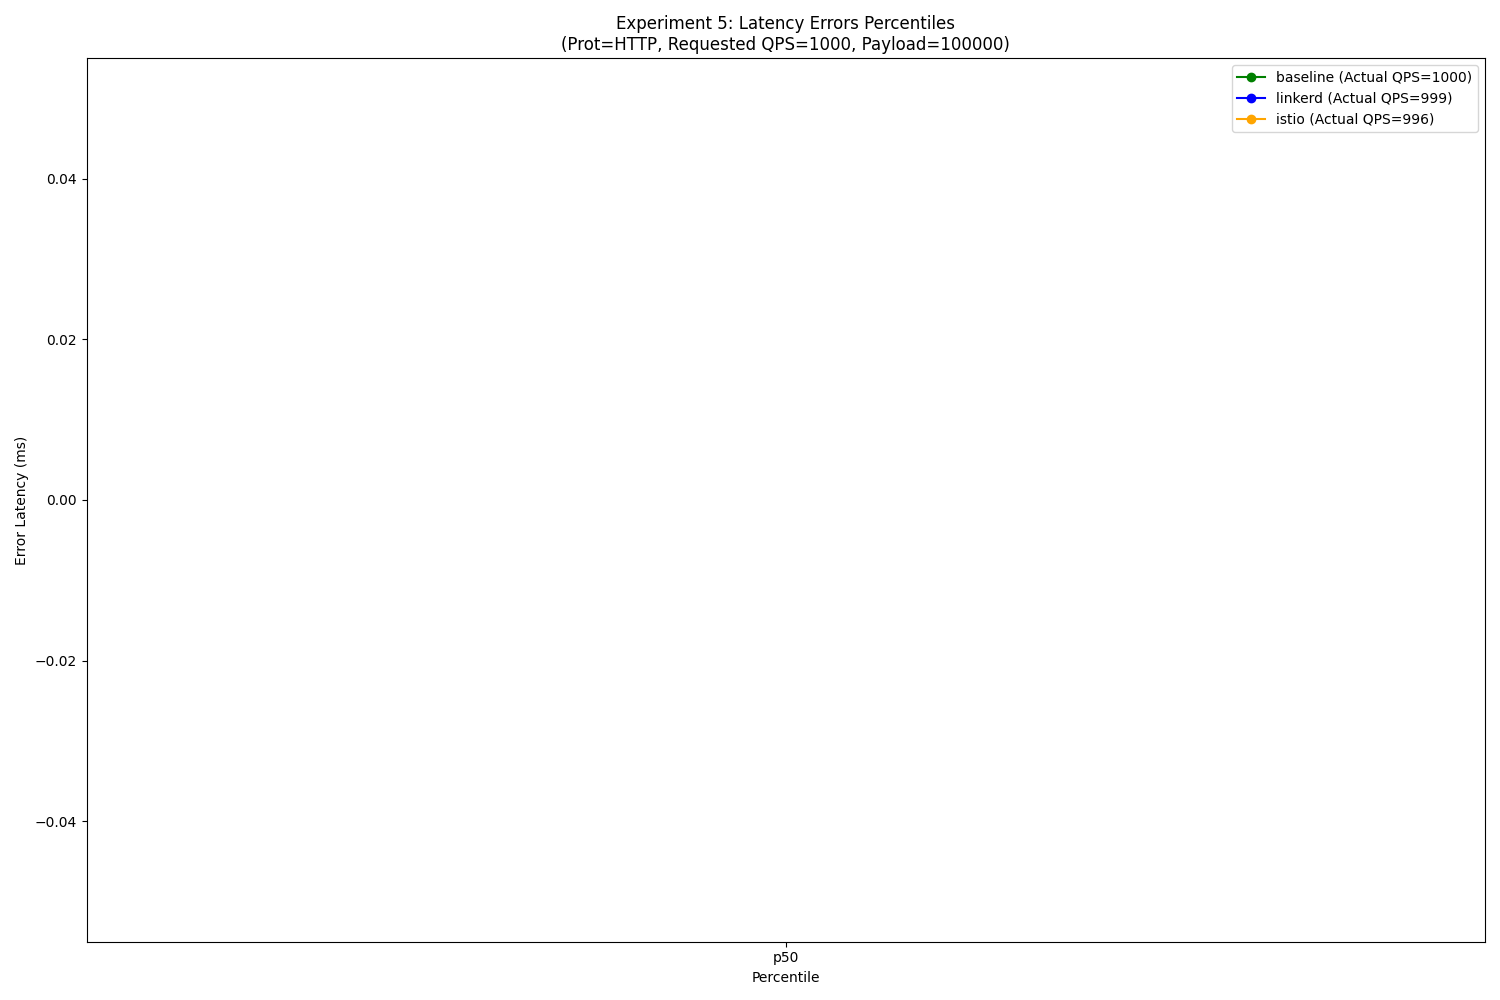 Experiment 5: Latency Errors Percentiles
(Prot=HTTP, Requested QPS=1000, Payload=100000)
baseline (Actual QPS=1000)
linkerd (Actual QPS=999)
istio (Actual QPS=996)
0.04
0.02
0.00
−0.02
−0.04
Error Latency (ms)
p50
Percentile